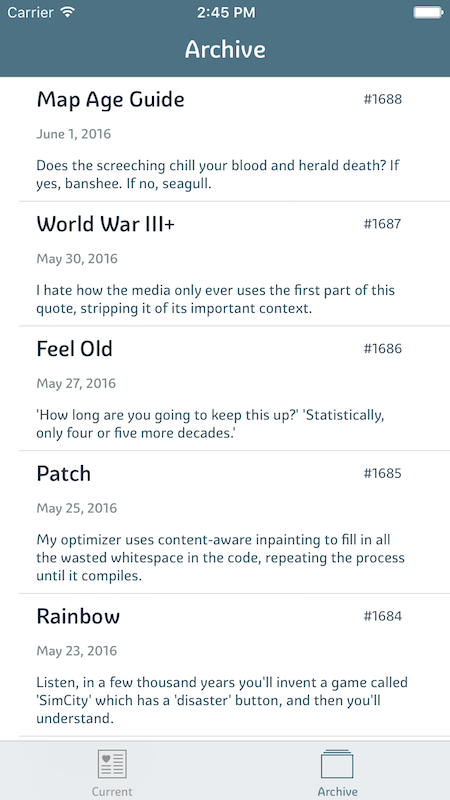 Carrier 2:45 PM
Archive
Map Age Guide #1688
June 1, 2016
Does the screeching chill your blood and herald death? If
yes, banshee. If no, seagull.
World War III+ #1687
May 30, 2016
I hate how the media only ever uses the first part of this
quote, stripping it of its important context.
Feel Old #1686
May 27, 2016
'How long are you going to keep this up?' 'Statistically,
only four or five more decades.'
Patch #1685
May 25, 2016
My optimizer uses content-aware inpainting to fill in all
the wasted whitespace in the code, repeating the process
until it compiles.
Rainbow #1684
May 23, 2016
Listen, in a few thousand years you'll invent a game called
'SimCity' which has a 'disaster' button, and then you'll
understand.
Current Archive